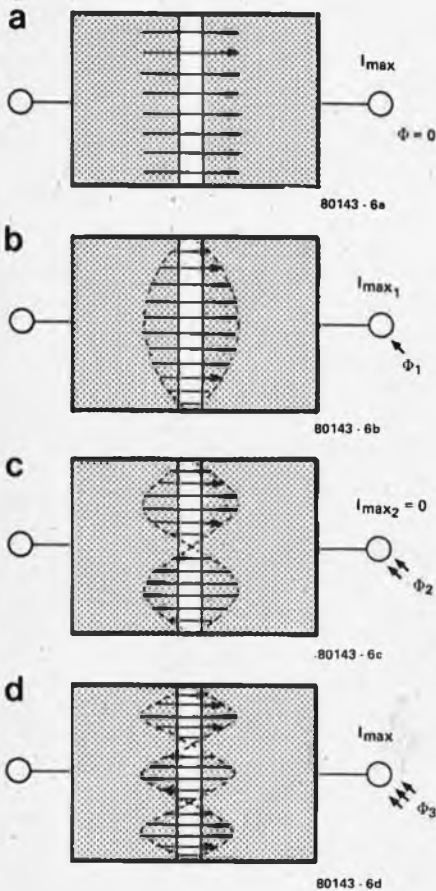 a
I max
Φ = 0
80143 - 6a
b
I max₁
Φ₁
80143 - 6b
c
I max₂ = 0
Φ₂
80143 - 6c
d
I max
Φ₃
80143 - 6d